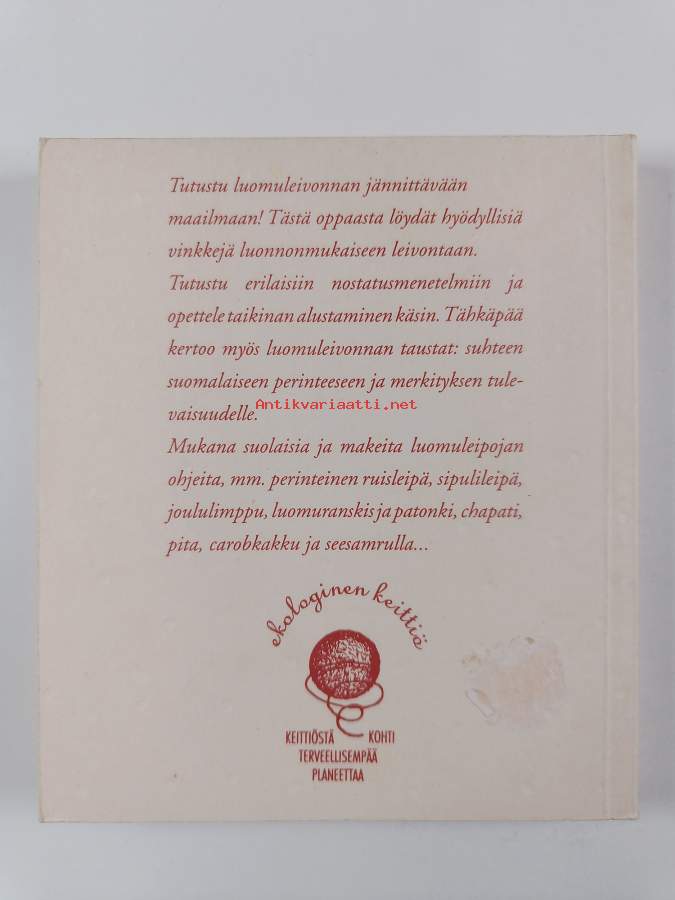 Tutustu luomuleivonnan jännittävään
maailmaan! Tästä oppaasta löydät hyödyllisiä
vinkkejä luonnonmukaiseen leivontaan.
Tutustu erilaisiin nostatusmenetelmiin ja
opettele taikinan alustaminen käsin. Tähkäpää
kertoo myös luomuleivonnan taustat: suhteen
suomalaiseen perinteeseen ja merkityksen tule-
Antikvariaatti.net
vaisuudelle.
Mukana suolaisia ja makeita luomuleipojan
ohjeita, mm. perinteinen ruisleipä, sipulileipä,
joululimppu, luomuranskis ja patonki, chapati,
pita, carobkakku ja seesamrulla...
ekologinen keittiö
KEITTIÖSTÄ KOHTI
TERVEELLISEMPÄÄ
PLANEETTAA